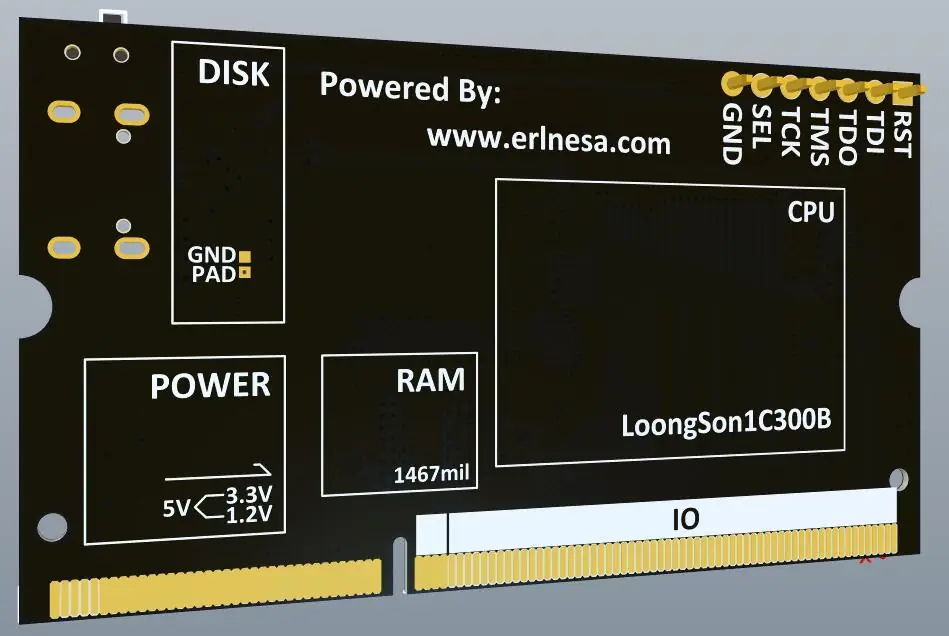 DISK
Powered By:
www.erlnesa.com
GND
SEL
TCK
TMS
TDO
TDI
RST
CPU
GND
PAD
POWER
RAM
LoongSon1C300B
1467mil
5V
3.3V
1.2V
IO